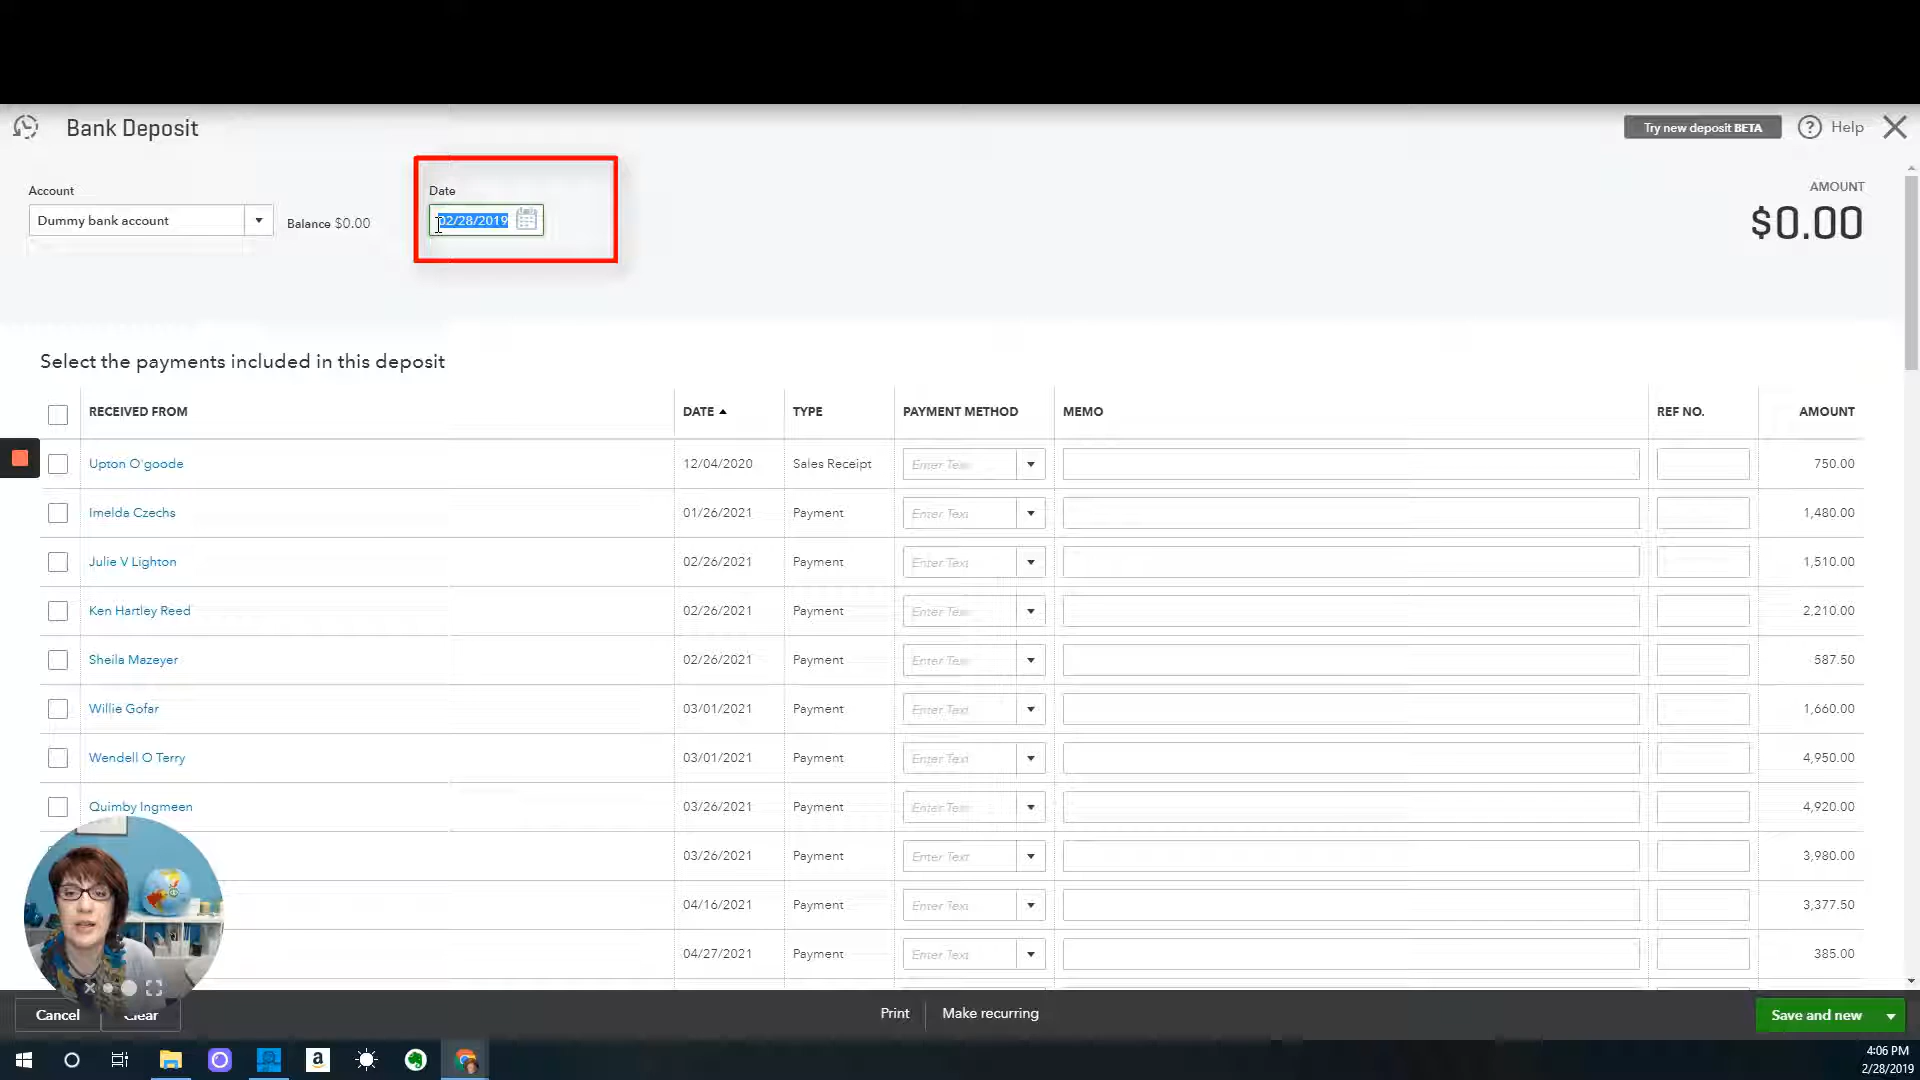 Bank Deposit
Try new deposit BETA
? Help
Account
Date
AMOUNT
Dummy bank account
Balance $0.00
02/28/2019
$0.00
Select the payments included in this deposit
RECEIVED FROM DATE TYPE PAYMENT METHOD MEMO REF NO. AMOUNT
Upton O'goode 12/04/2020 Sales Receipt Enter Text 750.00
Imelda Czechs 01/26/2021 Payment Enter Text 1,480.00
Julie V Lighton 02/26/2021 Payment Enter Text 1,510.00
Ken Hartley Reed 02/26/2021 Payment Enter Text 2,210.00
Sheila Mazeyer 02/26/2021 Payment Enter Text 587.50
Willie Gofar 03/01/2021 Payment Enter Text 1,660.00
Wendell O Terry 03/01/2021 Payment Enter Text 4,950.00
Quimby Ingmeen 03/26/2021 Payment Enter Text 4,920.00
03/26/2021 Payment Enter Text 3,980.00
04/16/2021 Payment Enter Text 3,377.50
04/27/2021 Payment Enter Text 385.00
Cancel Clear Print Make recurring Save and new
a
4:06 PM
2/28/2019